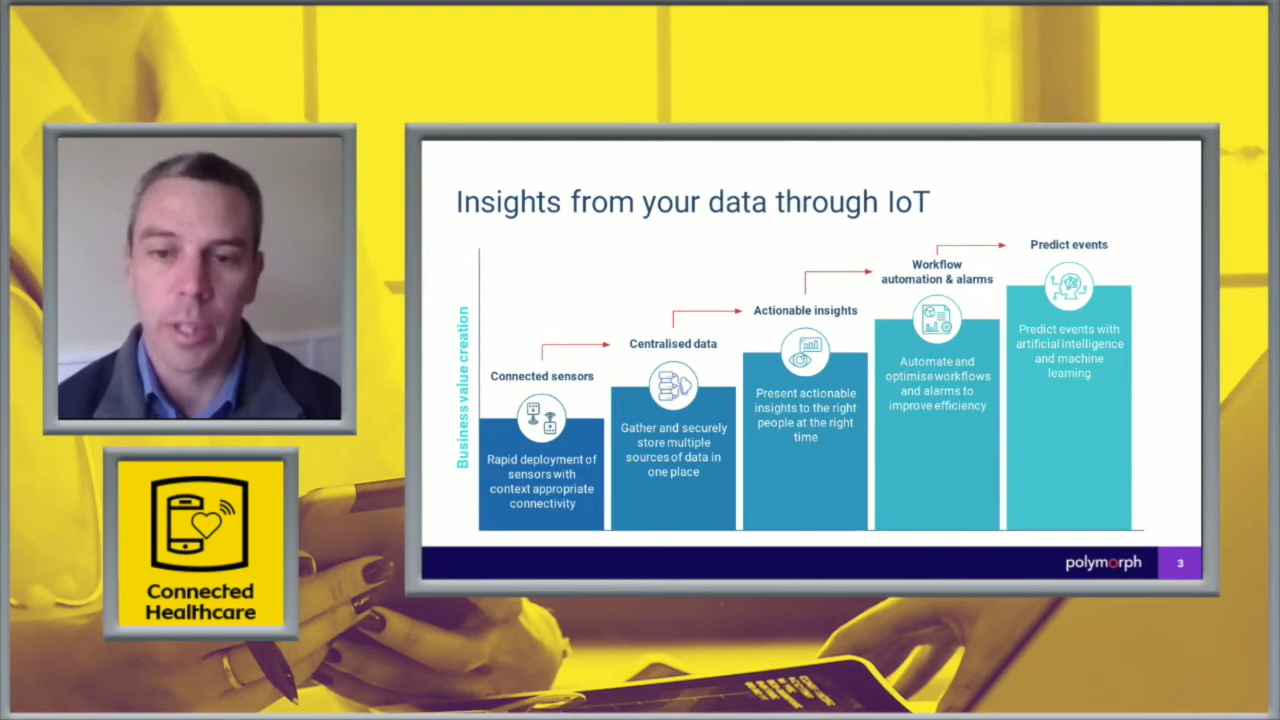 Insights from your data through IoT
Business value creation
Connected sensors
Rapid deployment of
sensors with
context appropriate
connectivity
Centralised data
Gather and securely
store multiple
sources of data in
one place
Actionable insights
Present actionable
insights to the right
people at the right
time
Workflow
automation & alarms
Automate and
optimise workflows
and alarms to
improve efficiency
Predict events
Predict events with
artificial intelligence
and machine
learning
polymorph
3
Connected
Healthcare